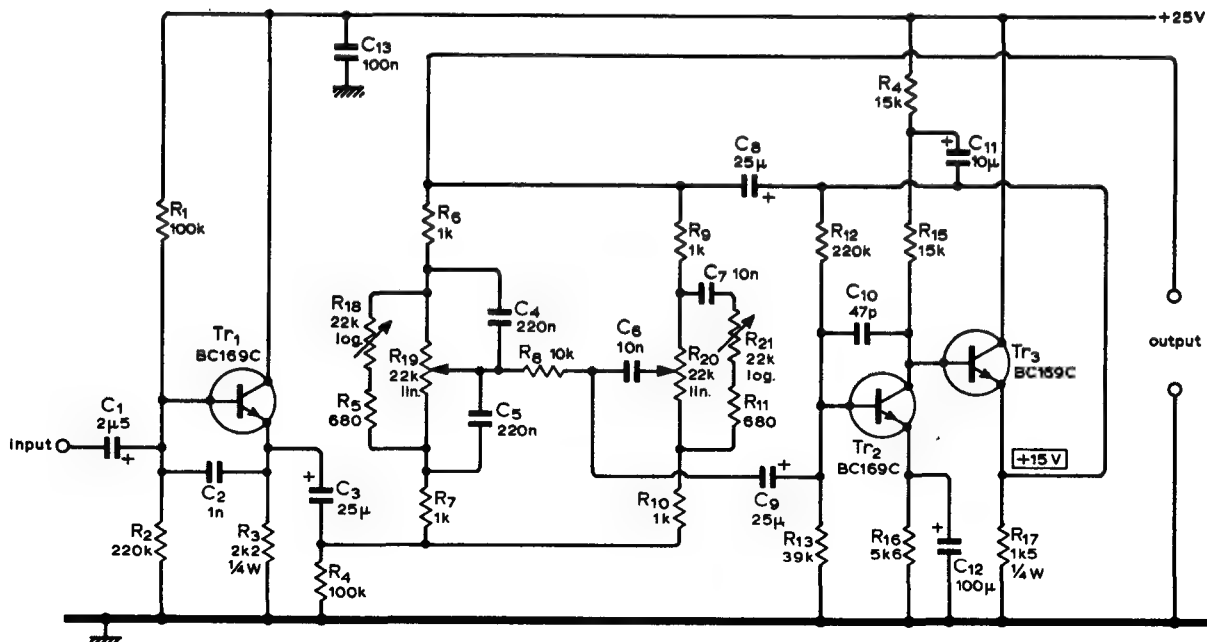 +25V
C13
100n
R4
15k
C11
10μ
C8
25μ
R1
100k
R6
1k
R9
1k
R12
220k
R15
15k
C7 10n
R18
22k
log.
C4
220n
C10
47p
Tr1
BC169C
R19
22k
lin.
R8 10k
C6
10n
R20
22k
lin.
R21
22k
log.
Tr3
BC169C
output
R5
680
C5
220n
R11
680
C1
2μ5
input
Tr2
BC169C
+15V
C2
1n
C3
25μ
R7
1k
R10
1k
C9
25μ
R2
220k
R3
2k2
¼W
R4
100k
R13
39k
R16
5k6
C12
100μ
R17
1k5
¼W